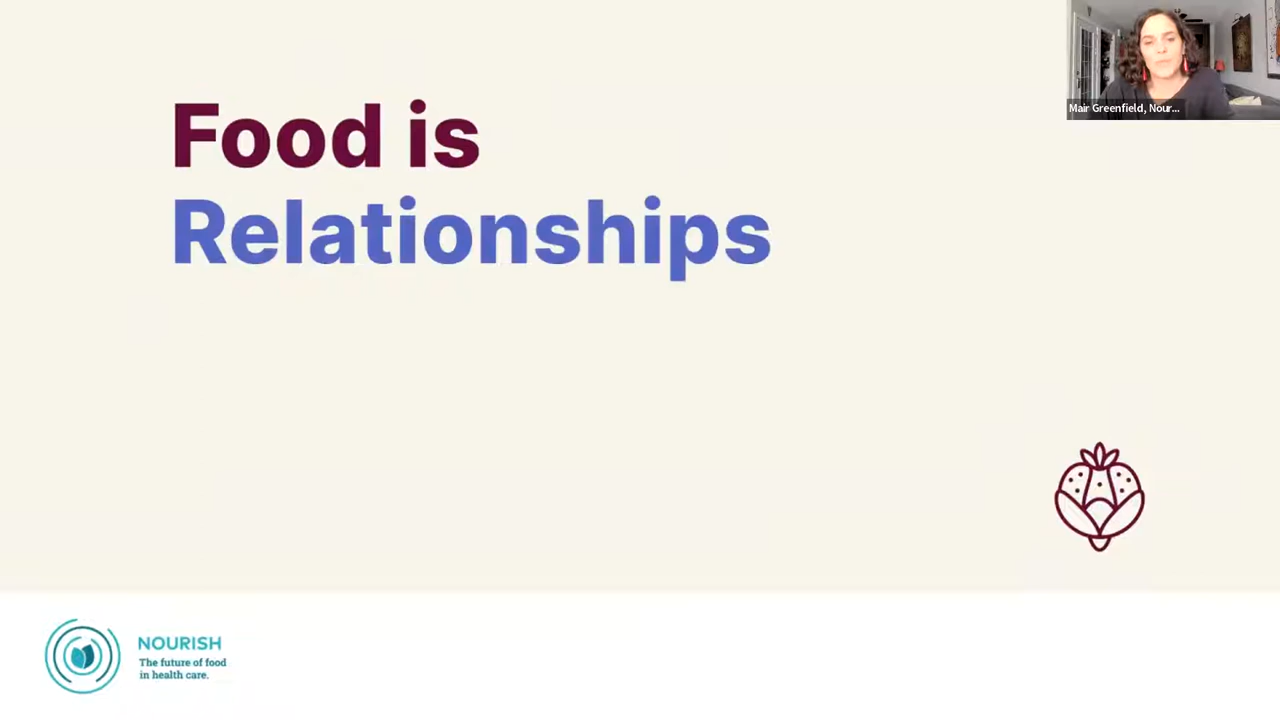 Food is
Relationships
Mair Greenfield, Nour...
NOURISH
The future of food
in health care.